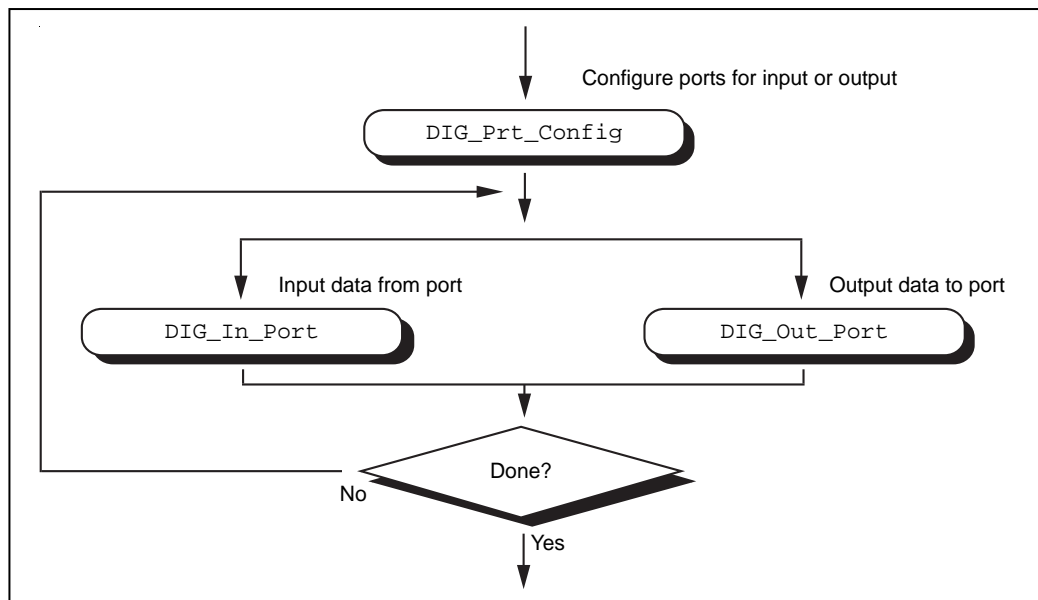 Configure ports for input or output
DIG_Prt_Config
Input data from port
Output data to port
DIG_In_Port
DIG_Out_Port
Done?
No
Yes